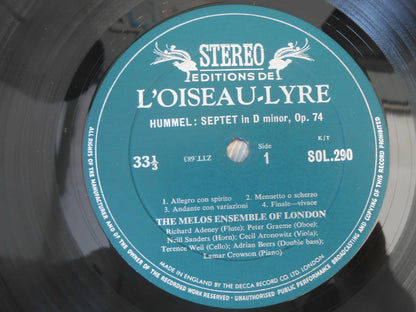 STEREO
EDITIONS DE
L'OISEAU-LYRE
HUMMEL: SEPTET in D minor, Op. 74
33⅓
ZTT.683
Side
1
K/T
SOL.290
1. Allegro con spirito 2. Menuetto o scherzo
3. Andante con variazioni 4. Finale—vivace
THE MELOS ENSEMBLE OF LONDON
Richard Adeney (Flute); Peter Graeme (Oboe);
Neill Sanders (Horn); Cecil Aronowitz (Viola);
Terence Weil (Cello); Adrian Beers (Double bass);
Lamar Crowson (Piano)
MADE IN ENGLAND BY THE DECCA RECORD CO. LTD. LONDON
ALL RIGHTS OF THE MANUFACTURER AND OF THE OWNER OF THE RECORDED WORK RESERVED · UNAUTHORISED PUBLIC PERFORMANCE BROADCASTING AND COPYING OF THIS RECORD PROHIBITED